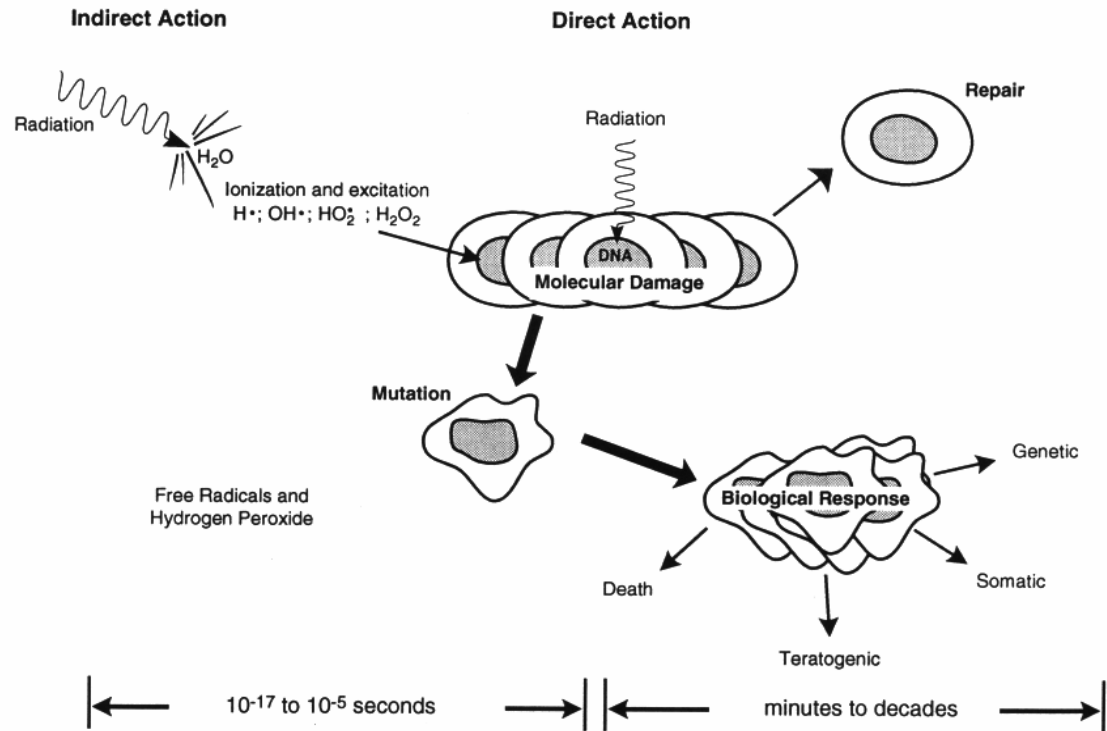 Indirect Action
Direct Action
Repair
Radiation
Radiation
H₂O
Ionization and excitation
H•; OH•; HO₂• ; H₂O₂
DNA
Molecular Damage
Mutation
Genetic
Free Radicals and
Hydrogen Peroxide
Biological Response
Death
Somatic
Teratogenic
10⁻¹⁷ to 10⁻⁵ seconds
minutes to decades